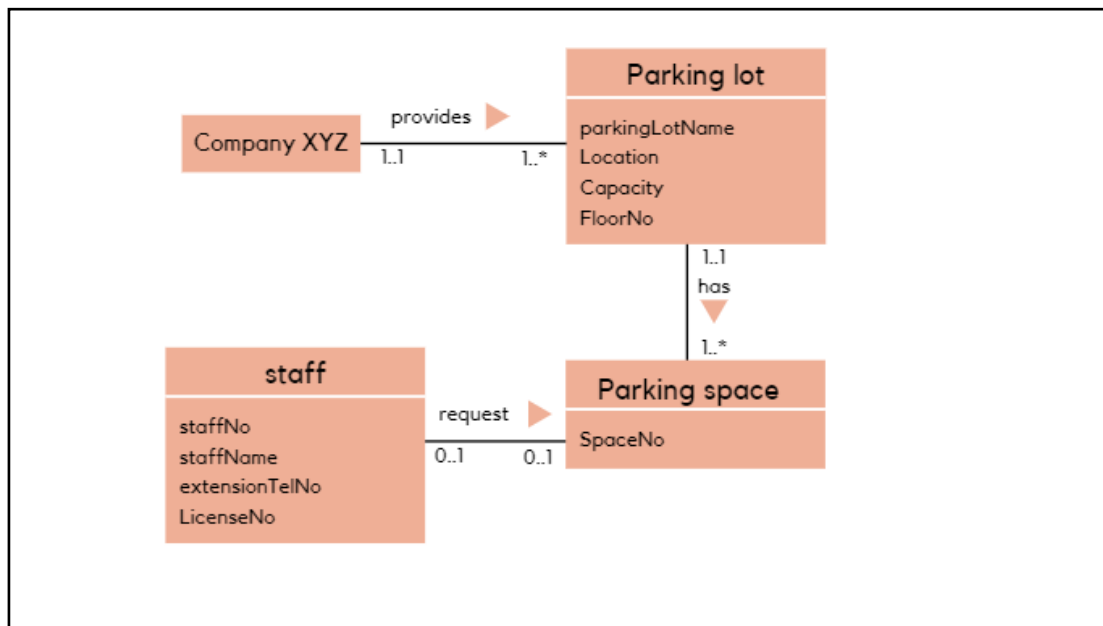 Parking lot
parkingLotName
Location
Capacity
FloorNo
provides
Company XYZ
1..1
1..*
1..1
has
1..*
staff
staffNo
staffName
extensionTelNo
LicenseNo
request
0..1
0..1
Parking space
SpaceNo